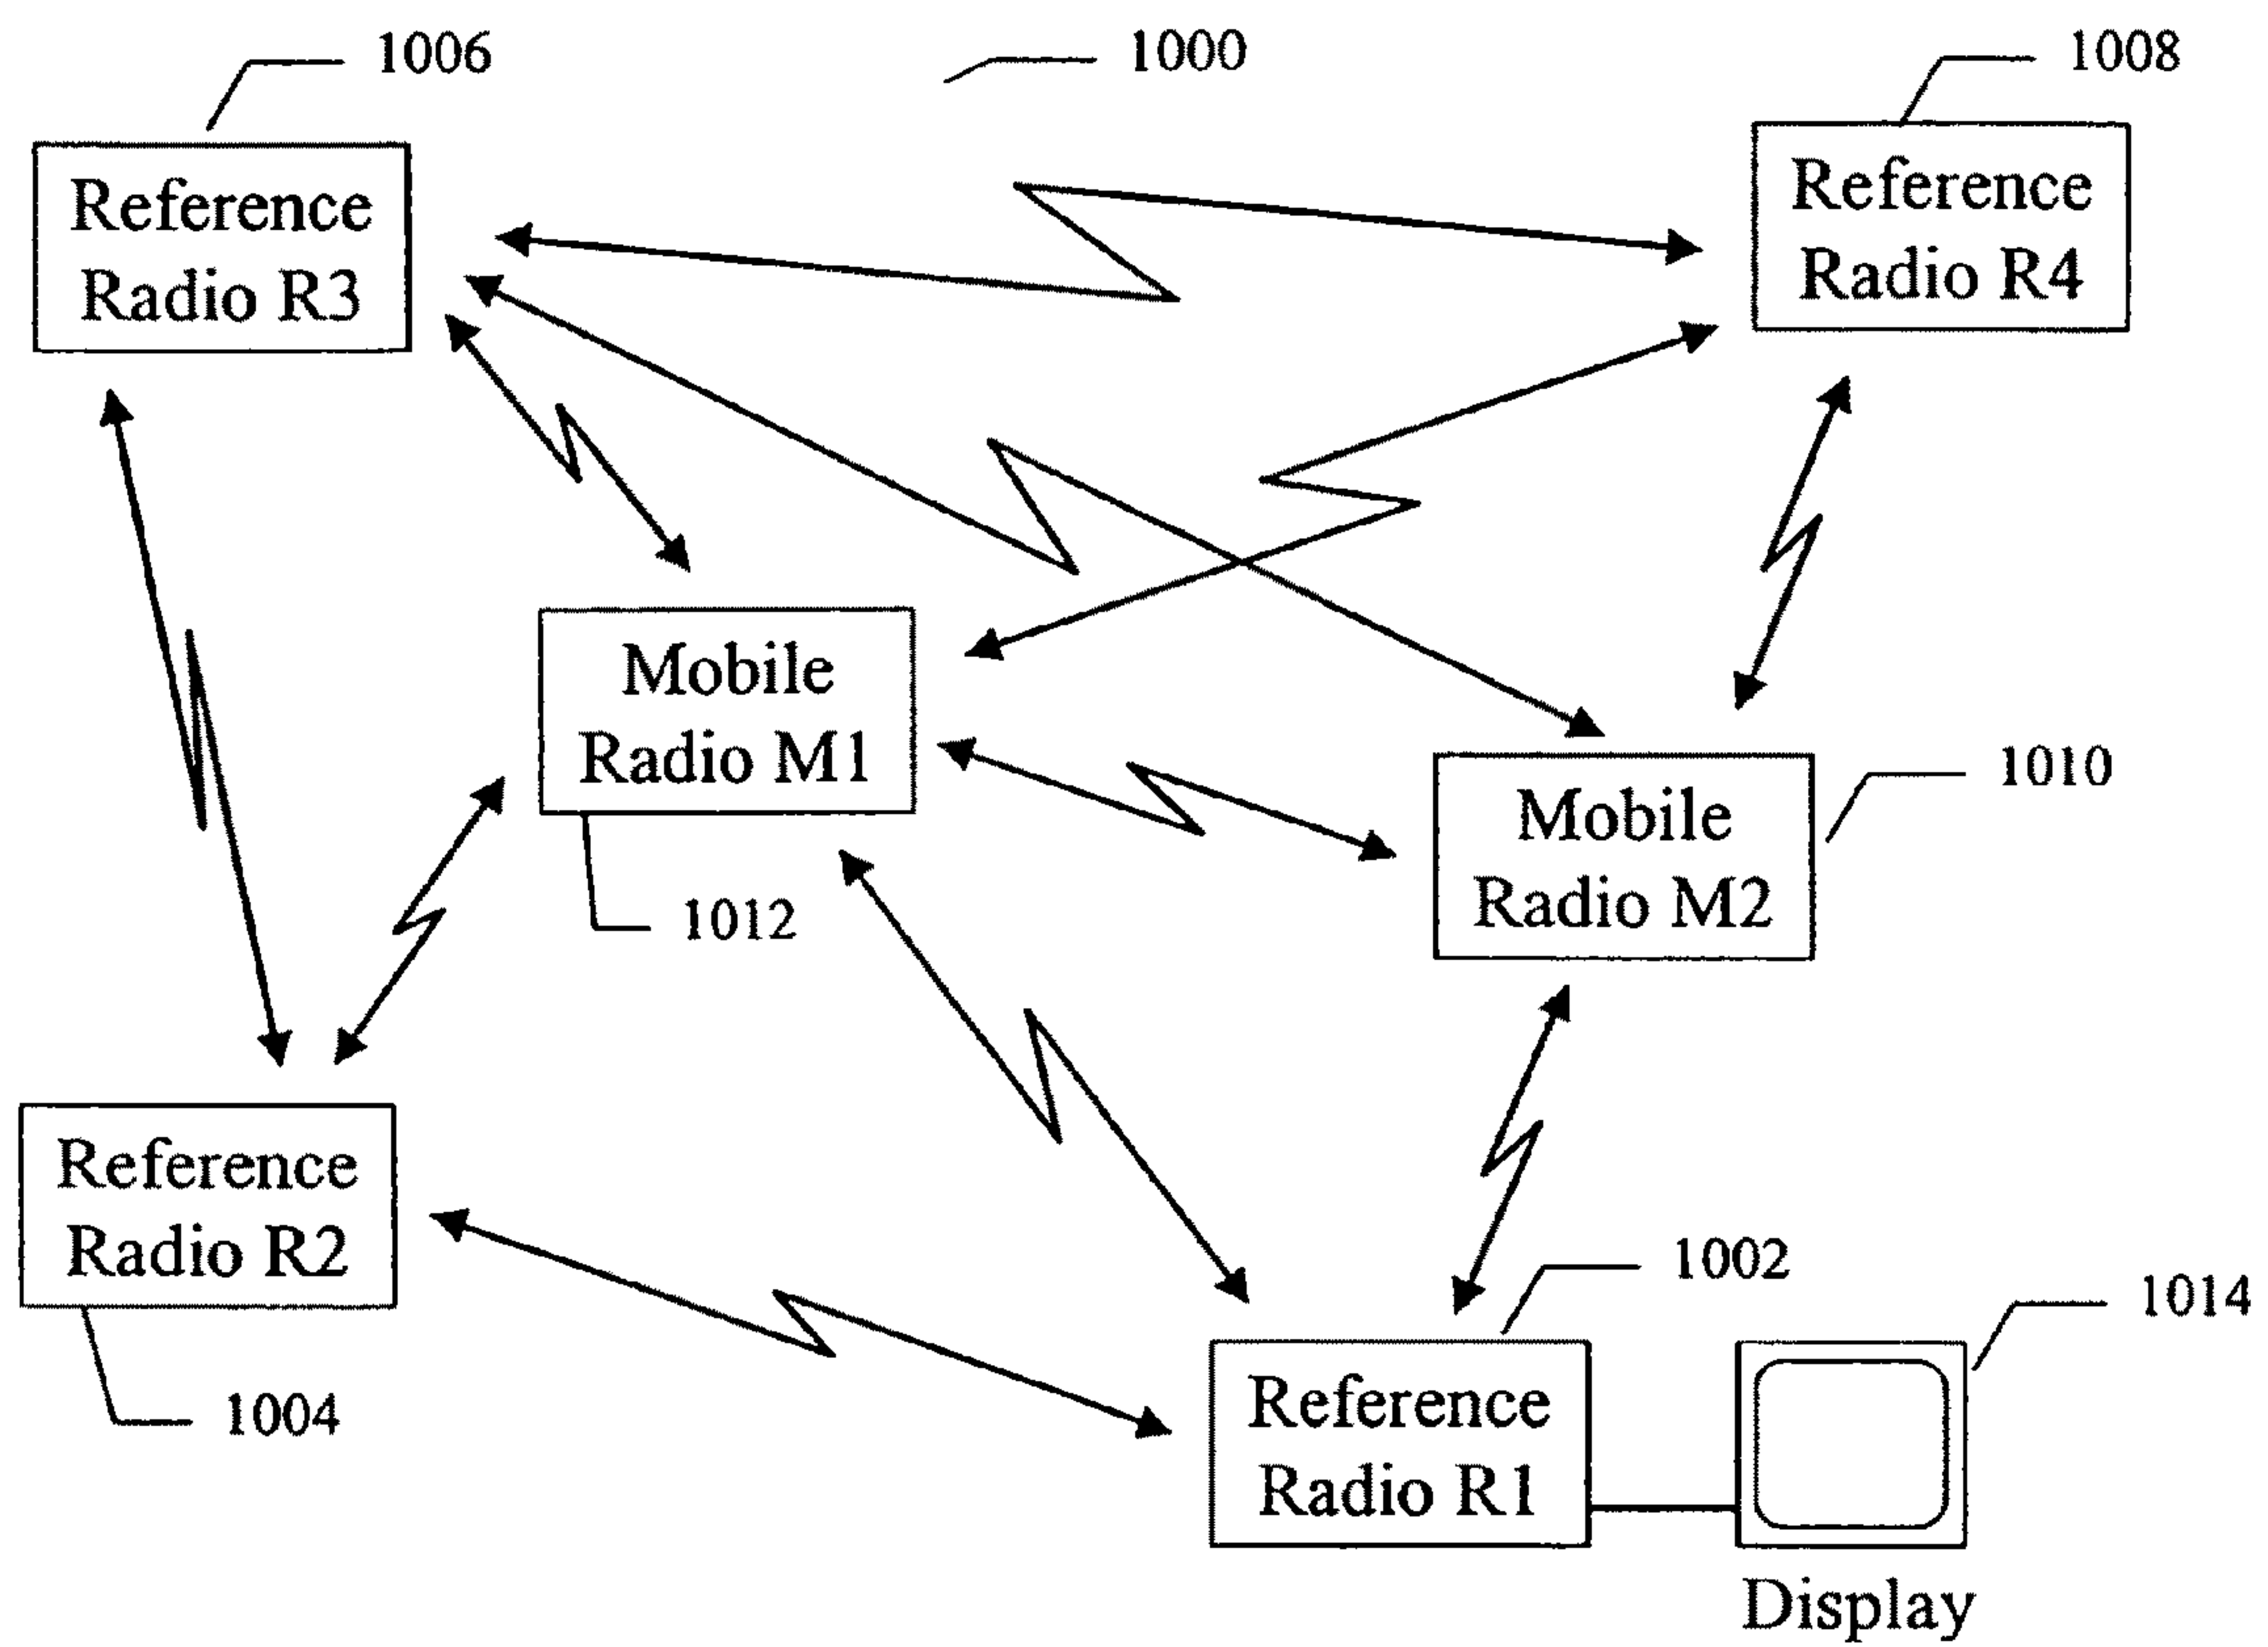 1006
1000
1008
Reference
Radio R3
Reference
Radio R4
Mobile
Radio M1
1010
Mobile
Radio M2
1012
Reference
Radio R2
1002
1014
1004
Reference
Radio R1
Display